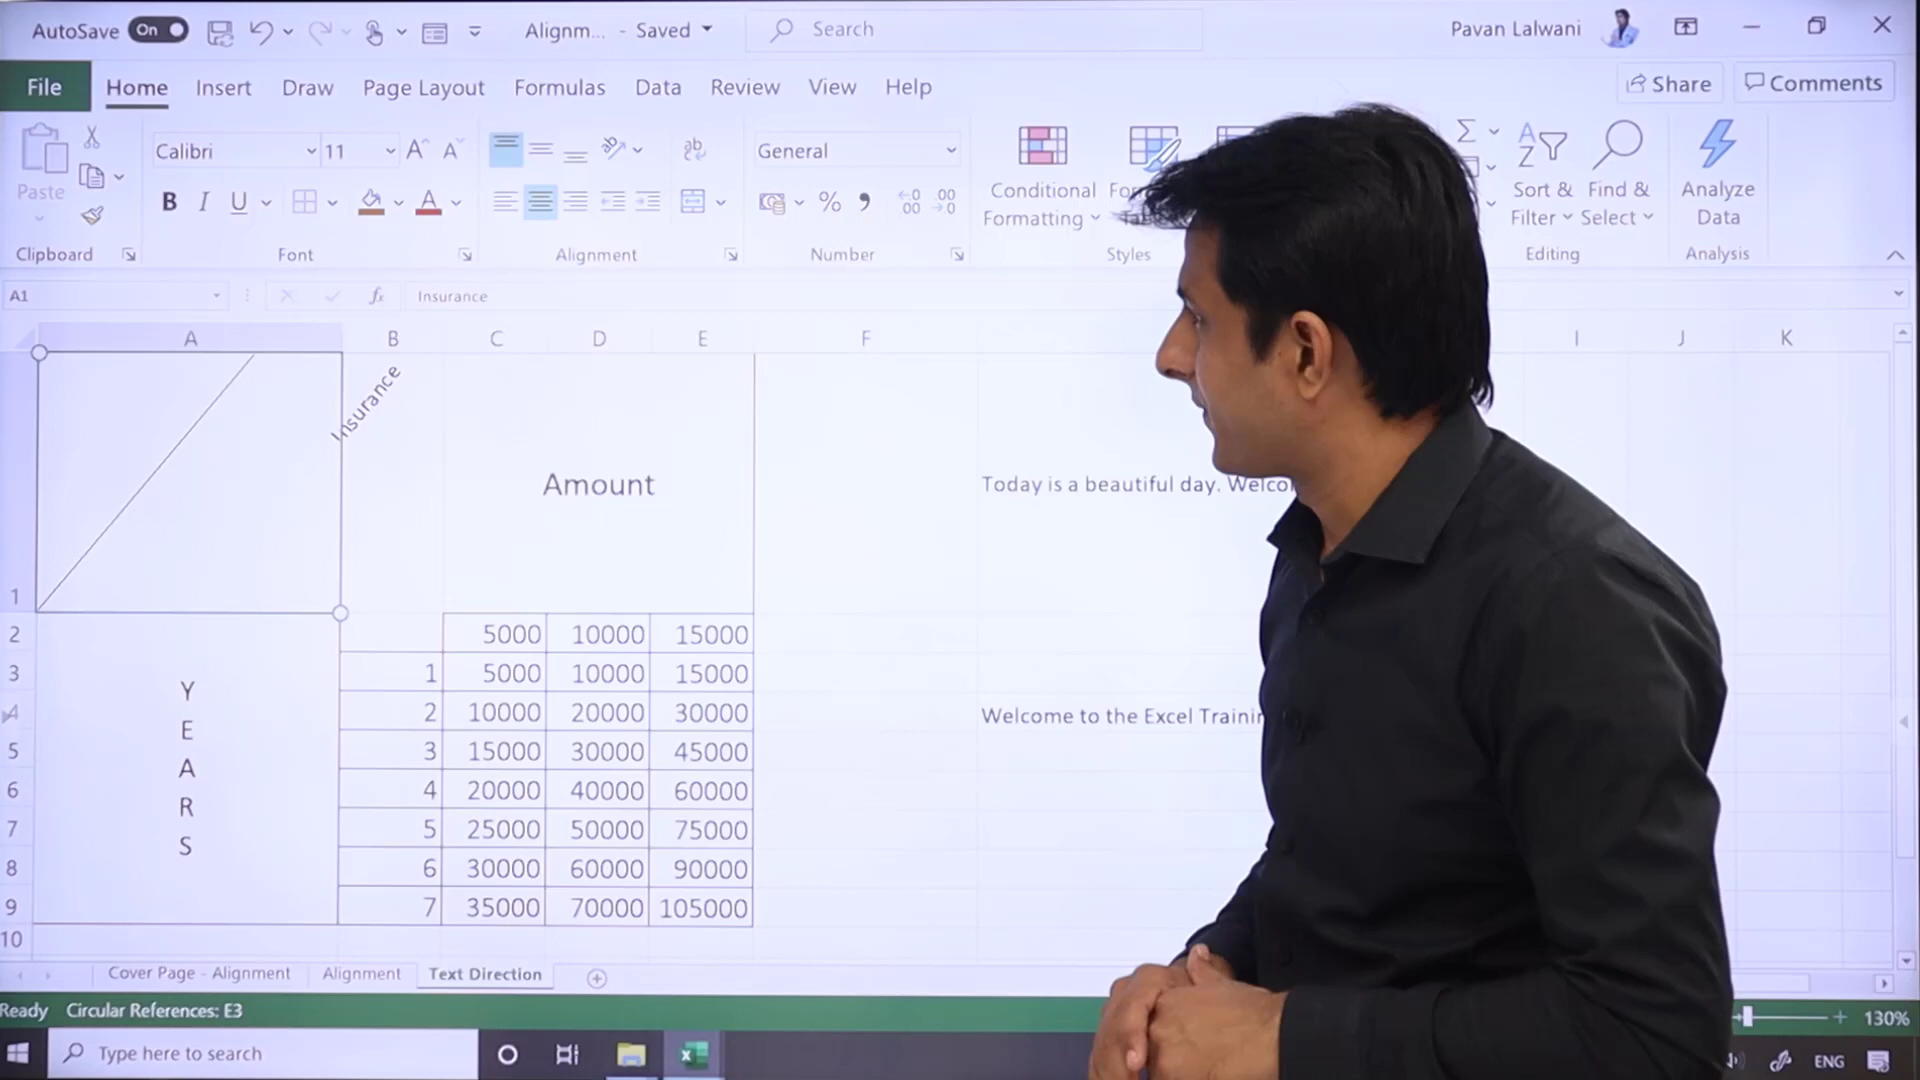 AutoSave On Alignm... - Saved Search Pavan Lalwani
File Home Insert Draw Page Layout Formulas Data Review View Help Share Comments
Calibri 11 General
Paste Conditional Formatting Sort & Filter Find & Select Analyze Data
B I U % 
Clipboard Font Alignment Number Styles Editing Analysis
A1 fx Insurance
A B C D E F I J K
1 Insurance Amount Today is a beautiful day.
2 5000 10000 15000
3 1 5000 10000 15000
4 2 10000 20000 30000 Welcome to the Excel
5 3 15000 30000 45000
6 4 20000 40000 60000
7 5 25000 50000 75000
8 6 30000 60000 90000
9 7 35000 70000 105000
10
Y
E
A
R
S
Cover Page - Alignment Alignment Text Direction
Ready Circular References: E3 130%
Type here to search ENG